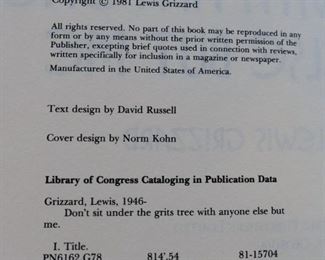 Copyright © 1981 Lewis Grizzard
All rights reserved. No part of this book may be reproduced in any
form or by any means without the prior written permission of the
Publisher, excepting brief quotes used in connection with reviews,
written specifically for inclusion in a magazine or newspaper.
Manufactured in the United States of America.
Text design by David Russell
Cover design by Norm Kohn
Library of Congress Cataloging in Publication Data
Grizzard, Lewis, 1946-
Don't sit under the grits tree with anyone else but
me.
I. Title.
PN6162.G78 814'.54 81-15704